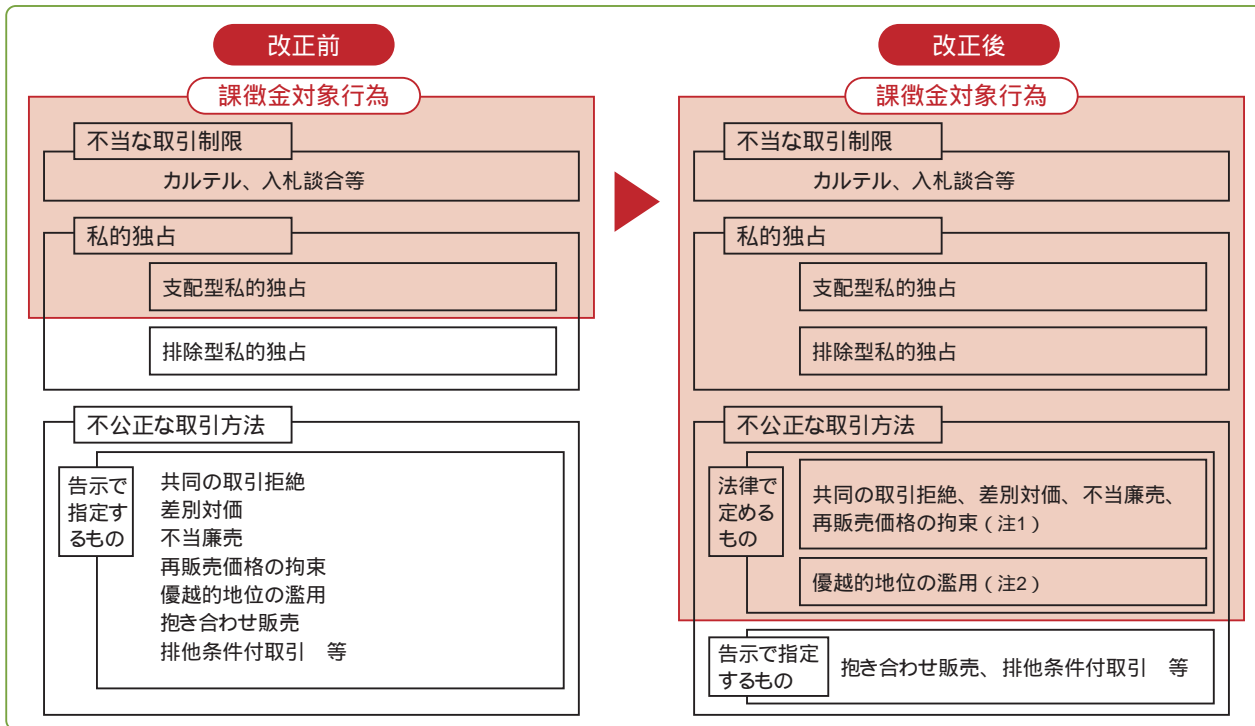 改正前
課徴金対象行為
不当な取引制限
カルテル、入札談合等
私的独占
支配型私的独占
排除型私的独占
不公正な取引方法
告示で
指定す
るもの
共同の取引拒絶
差別対価
不当廉売
再販売価格の拘束
優越的地位の濫用
抱き合わせ販売
排他条件付取引　等
改正後
課徴金対象行為
不当な取引制限
カルテル、入札談合等
私的独占
支配型私的独占
排除型私的独占
不公正な取引方法
法律で
定める
もの
共同の取引拒絶、差別対価、不当廉売、
再販売価格の拘束（注1）
優越的地位の濫用（注2）
告示で指定
するもの
抱き合わせ販売、排他条件付取引　等